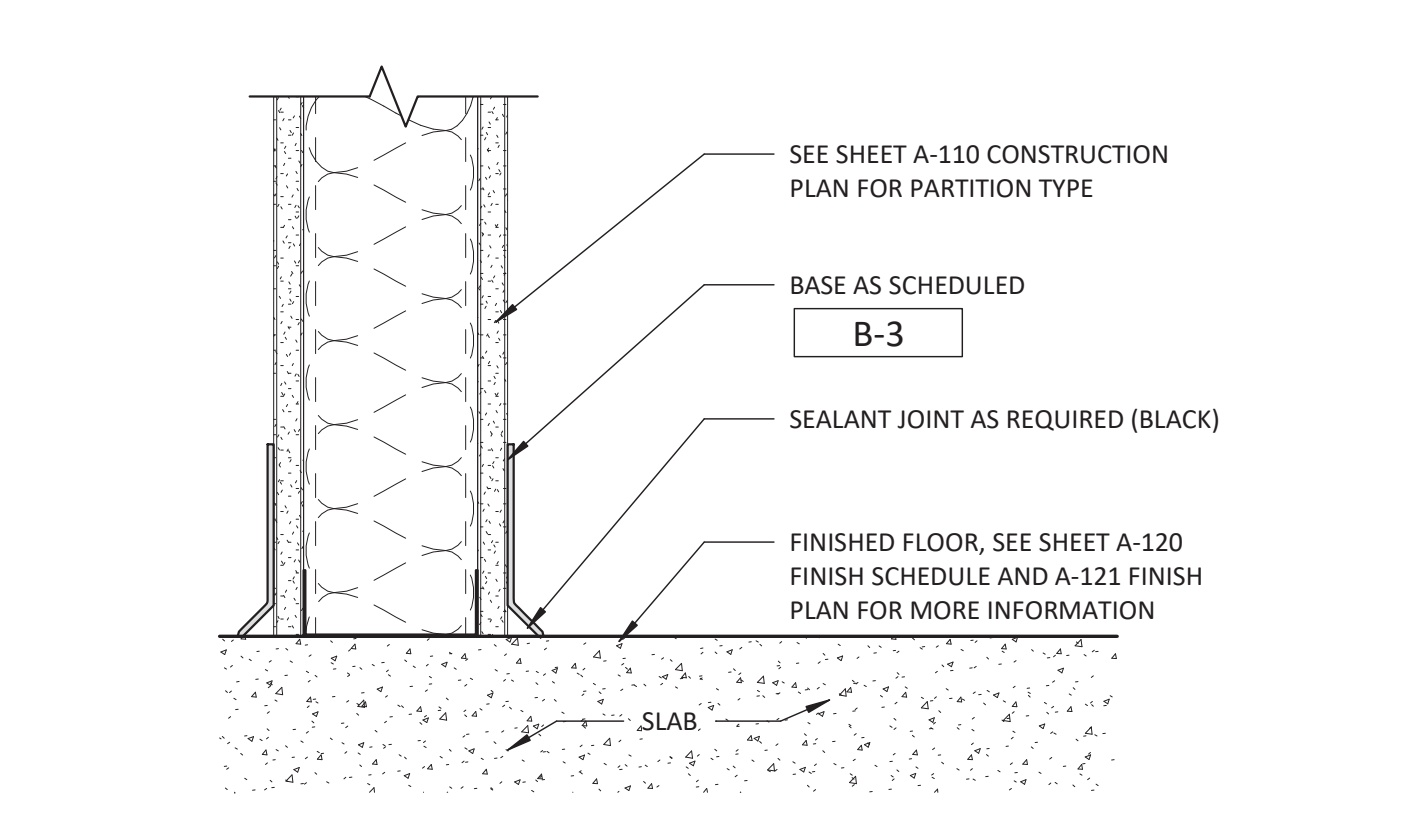 SEE SHEET A-110 CONSTRUCTION
PLAN FOR PARTITION TYPE
BASE AS SCHEDULED
B-3
SEALANT JOINT AS REQUIRED (BLACK)
FINISHED FLOOR, SEE SHEET A-120
FINISH SCHEDULE AND A-121 FINISH
PLAN FOR MORE INFORMATION
SLAB